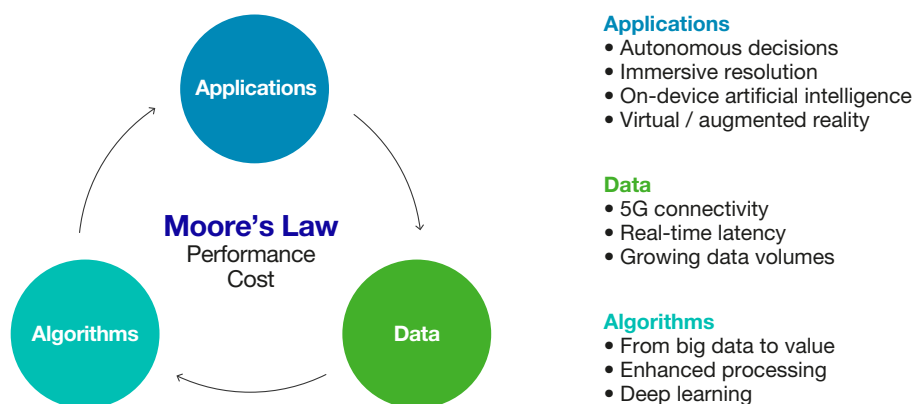 Applications
Moore's Law
Performance
Cost
Algorithms
Data
Applications
• Autonomous decisions
• Immersive resolution
• On-device artificial intelligence
• Virtual / augmented reality
Data
• 5G connectivity
• Real-time latency
• Growing data volumes
Algorithms
• From big data to value
• Enhanced processing
• Deep learning